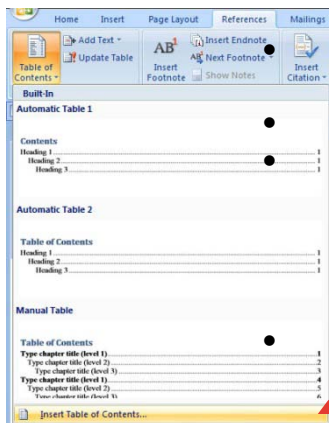 Home Insert Page Layout References Mailings
Table of Contents
Add Text
Update Table
AB¹ Insert Footnote
Insert Endnote
AB Next Footnote
Show Notes
Insert Citation
Built-In
Automatic Table 1
Contents
Heading 1 1
Heading 2 1
Heading 3 1
Automatic Table 2
Table of Contents
Heading 1 1
Heading 2 1
Heading 3 1
Manual Table
Table of Contents
Type chapter title (level 1) 1
Type chapter title (level 2) 2
Type chapter title (level 3) 3
Type chapter title (level 1) 4
Type chapter title (level 2) 5
Type chapter title (level 3) 6
Insert Table of Contents...